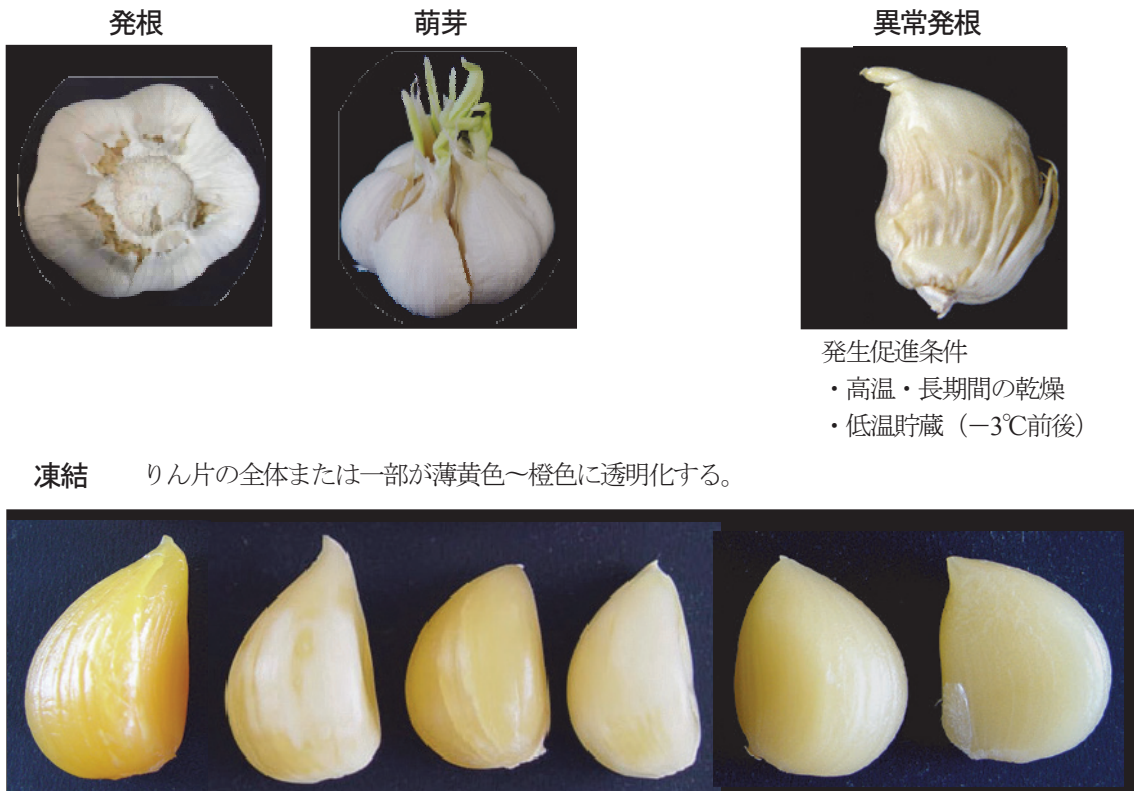 発根
萌芽
異常発根
発生促進条件
・高温・長期間の乾燥
・低温貯蔵（－3℃前後）
凍結 りん片の全体または一部が薄黄色～橙色に透明化する。